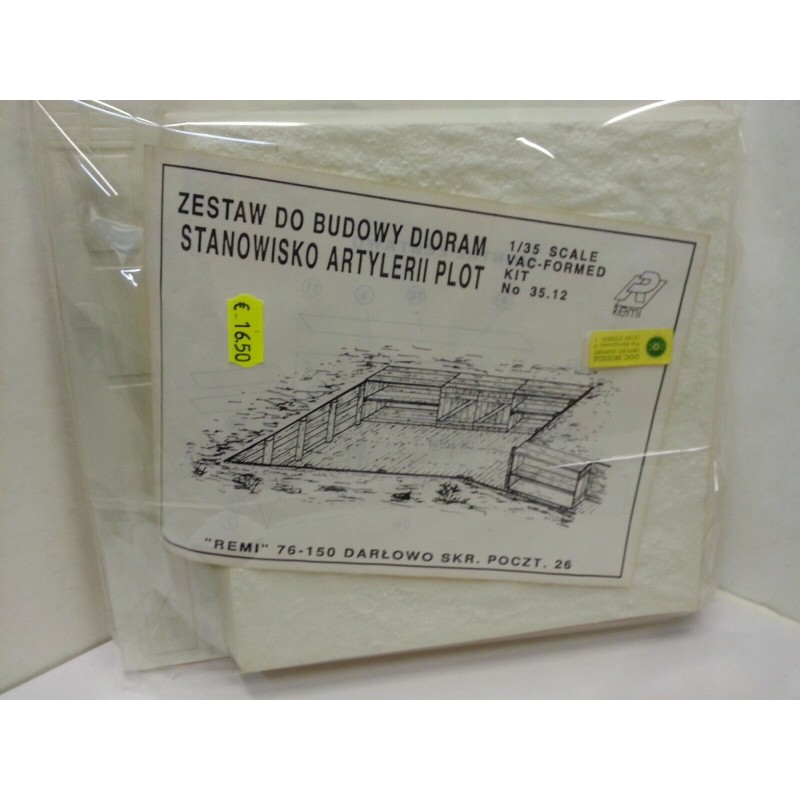 ZESTAW DO BUDOWY DIORAM
STANOWISKO ARTYLERII PLOT
1/35 SCALE
VAC-FORMED
KIT
No 35.12
Remi
€ 16.50
"REMI" 76-150 DARŁOWO SKR. POCZT. 26